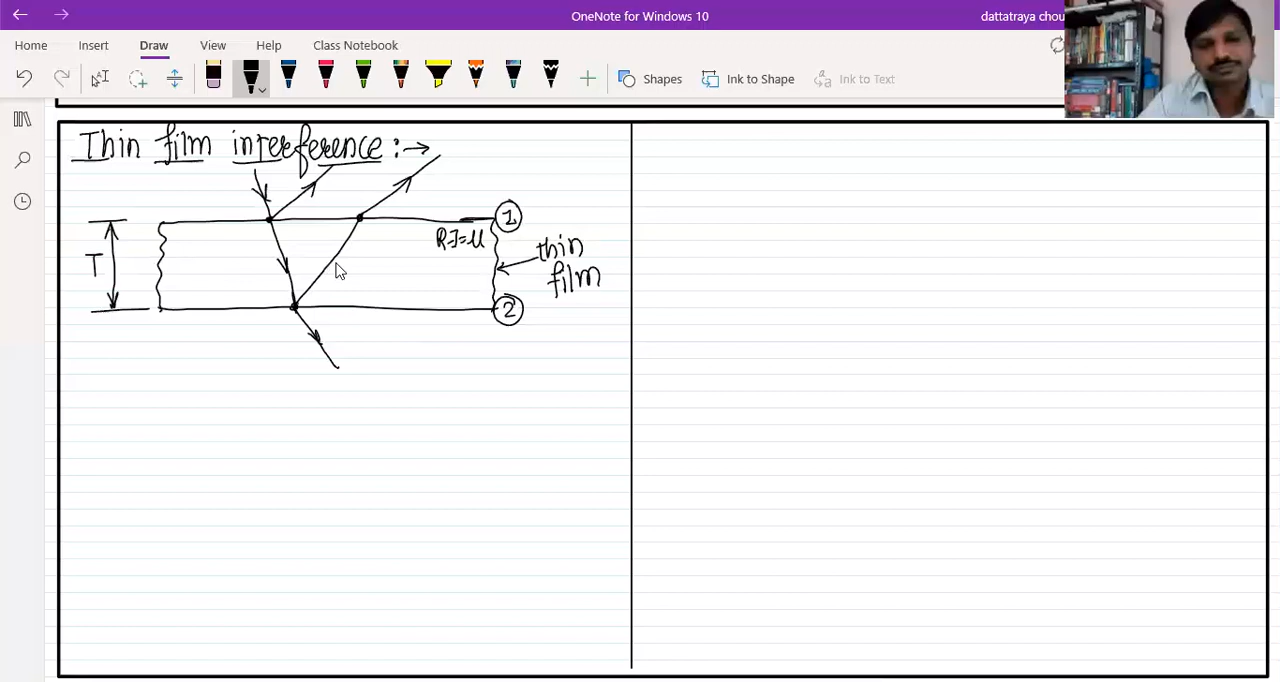 OneNote for Windows 10
dattatraya chou
Home Insert Draw View Help Class Notebook
Shapes Ink to Shape Ink to Text
Thin film interference :→
1
R.I=μ
thin
film
T
2